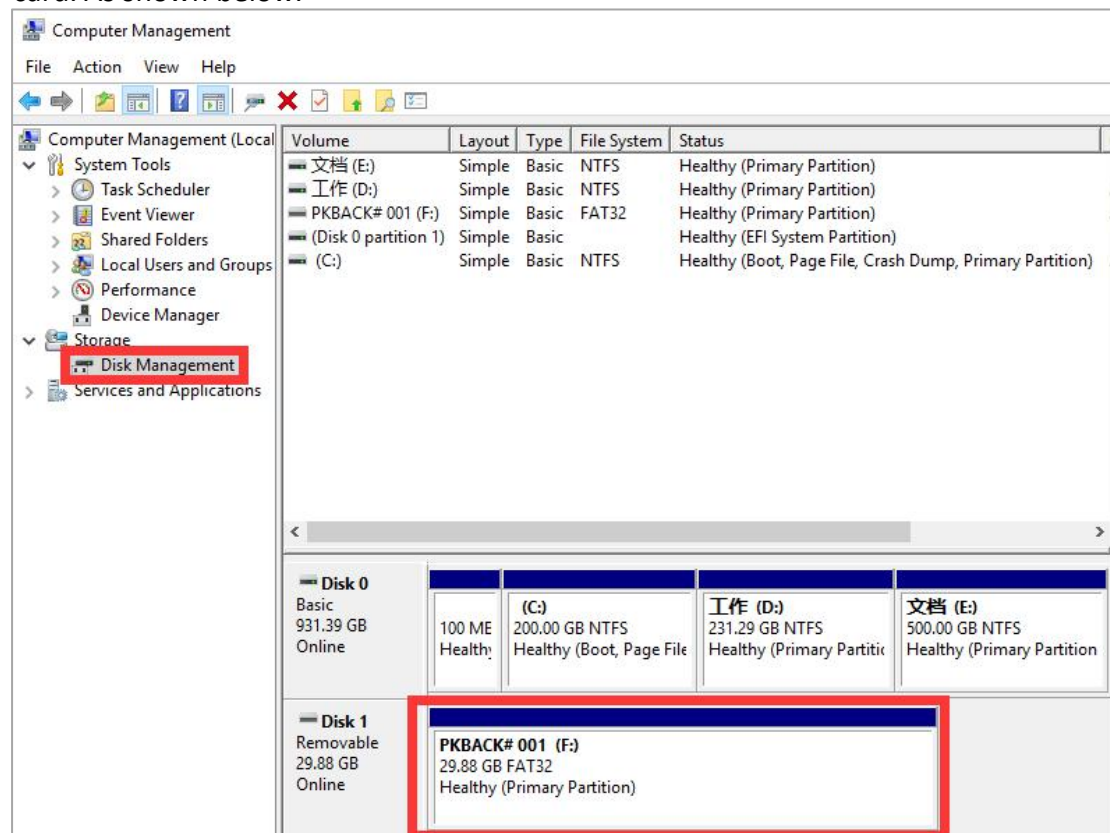 Computer Management
File Action View Help
Computer Management (Local
System Tools
Task Scheduler
Event Viewer
Shared Folders
Local Users and Groups
Performance
Device Manager
Storage
Disk Management
Services and Applications
Volume Layout Type File System Status
文档 (E:) Simple Basic NTFS Healthy (Primary Partition)
工作 (D:) Simple Basic NTFS Healthy (Primary Partition)
PKBACK# 001 (F:) Simple Basic FAT32 Healthy (Primary Partition)
(Disk 0 partition 1) Simple Basic Healthy (EFI System Partition)
(C:) Simple Basic NTFS Healthy (Boot, Page File, Crash Dump, Primary Partition)
Disk 0
Basic
931.39 GB
Online
100 ME
Healthy
(C:)
200.00 GB NTFS
Healthy (Boot, Page File
工作 (D:)
231.29 GB NTFS
Healthy (Primary Partitic
文档 (E:)
500.00 GB NTFS
Healthy (Primary Partition
Disk 1
Removable
29.88 GB
Online
PKBACK# 001 (F:)
29.88 GB FAT32
Healthy (Primary Partition)